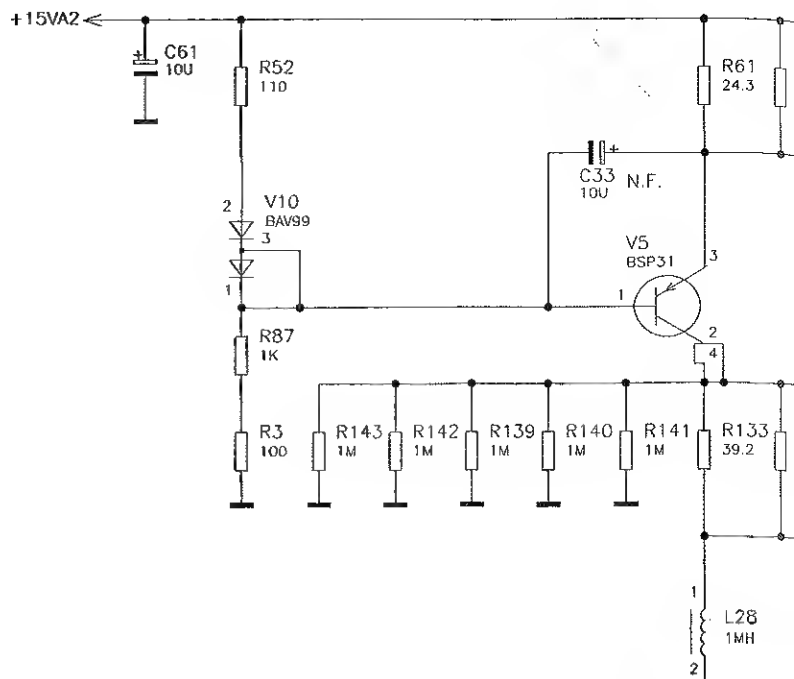 +15VA2
+
C61
10U
R52
110
R61
24.3
+
C33
10U
N.F.
2
V10
BAV99
3
1
V5
BSP31
3
1
2
4
R87
1K
R3
100
R143
1M
R142
1M
R139
1M
R140
1M
R141
1M
R133
39.2
1
L28
1MH
2